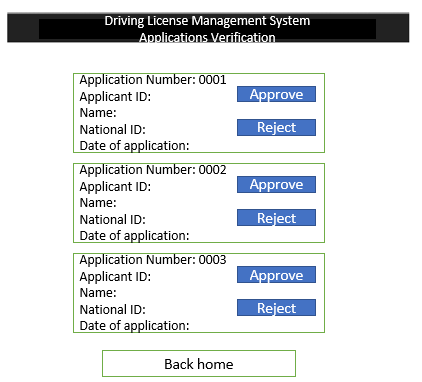 Driving License Management System
Applications Verification
Application Number: 0001
Applicant ID:
Approve
Name:
National ID:
Reject
Date of application:
Application Number: 0002
Applicant ID:
Approve
Name:
National ID:
Reject
Date of application:
Application Number: 0003
Applicant ID:
Approve
Name:
National ID:
Reject
Date of application:
Back home